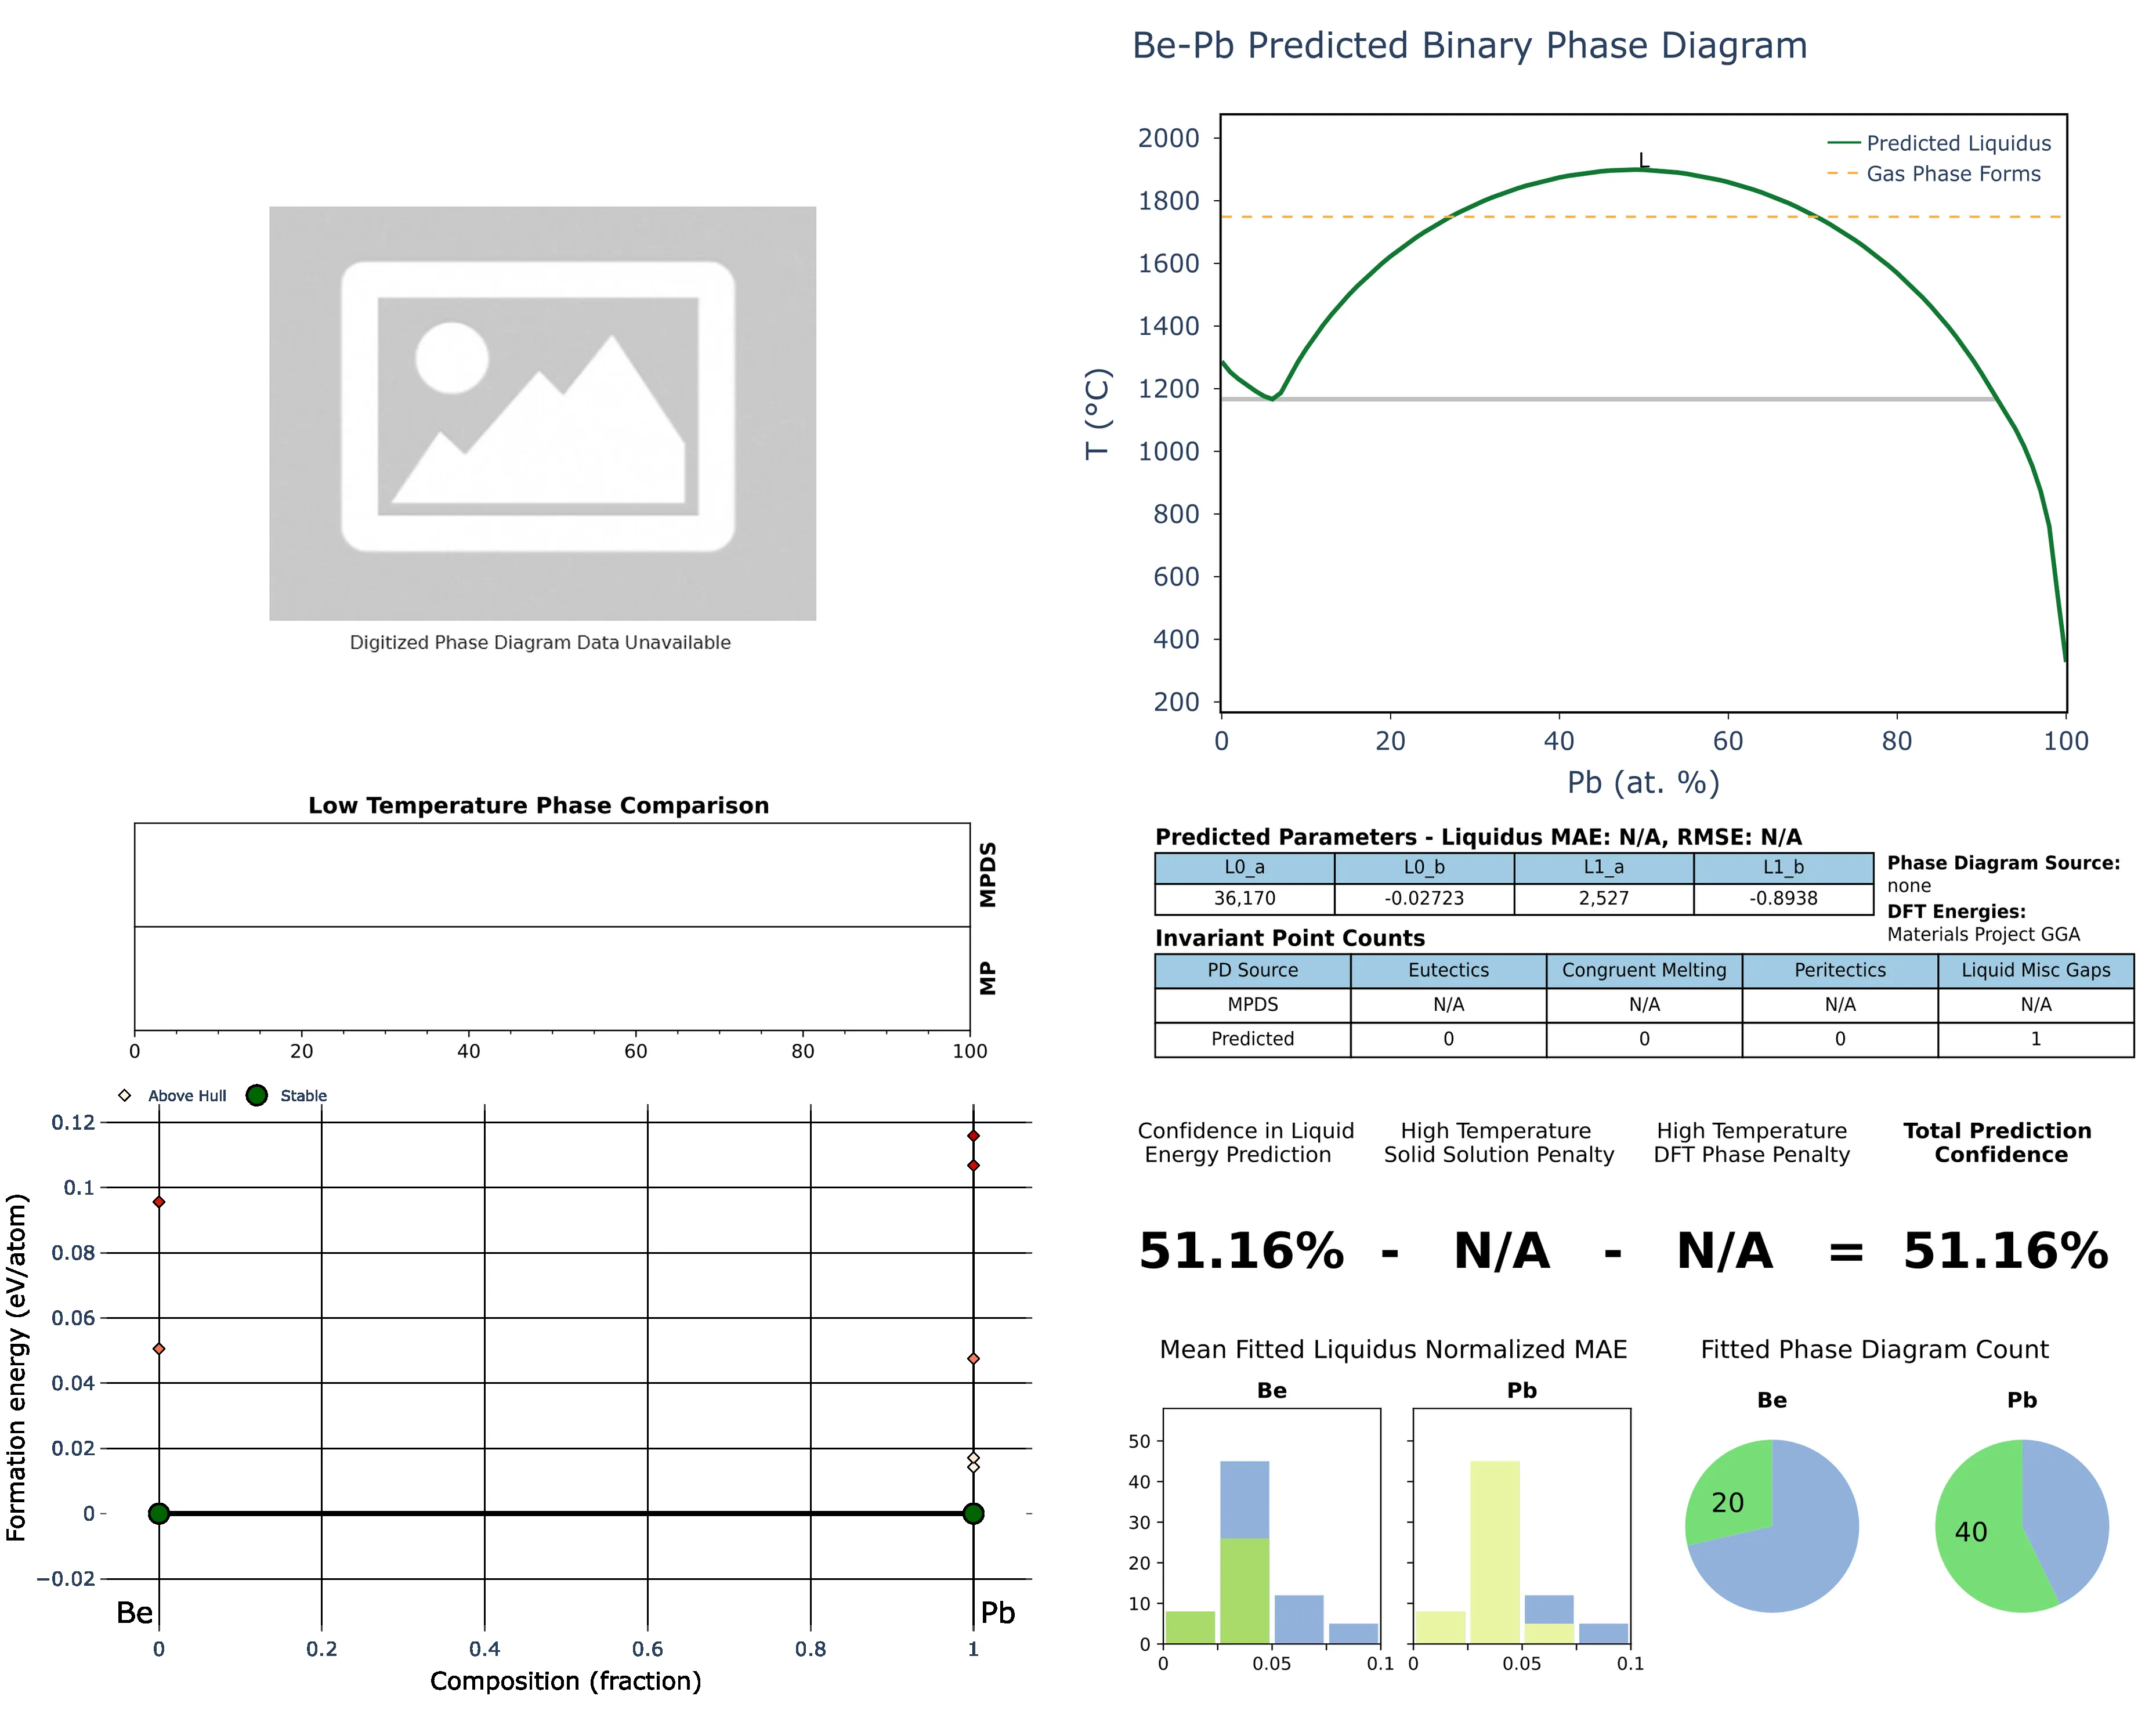 Be-Pb Predicted Binary Phase Diagram
2000
1800
1600
1400
1200
1000
800
600
400
200
T (°C)
L
Predicted Liquidus
Gas Phase Forms
0 20 40 60 80 100
Pb (at. %)
Digitized Phase Diagram Data Unavailable
Low Temperature Phase Comparison
MPDS
MP
0 20 40 60 80 100
Predicted Parameters - Liquidus MAE: N/A, RMSE: N/A
L0_a L0_b L1_a L1_b
36,170 -0.02723 2,527 -0.8938
Phase Diagram Source:
none
DFT Energies:
Materials Project GGA
Invariant Point Counts
PD Source Eutectics Congruent Melting Peritectics Liquid Misc Gaps
MPDS N/A N/A N/A N/A
Predicted 0 0 0 1
Above Hull Stable
0.12
0.1
0.08
0.06
0.04
0.02
0
−0.02
Formation energy (eV/atom)
Be Pb
0 0.2 0.4 0.6 0.8 1
Composition (fraction)
Confidence in Liquid
Energy Prediction
High Temperature
Solid Solution Penalty
High Temperature
DFT Phase Penalty
Total Prediction
Confidence
51.16% - N/A - N/A = 51.16%
Mean Fitted Liquidus Normalized MAE
Be Pb
50
40
30
20
10
0
0 0.05 0.1 0 0.05 0.1
Fitted Phase Diagram Count
Be Pb
20 40